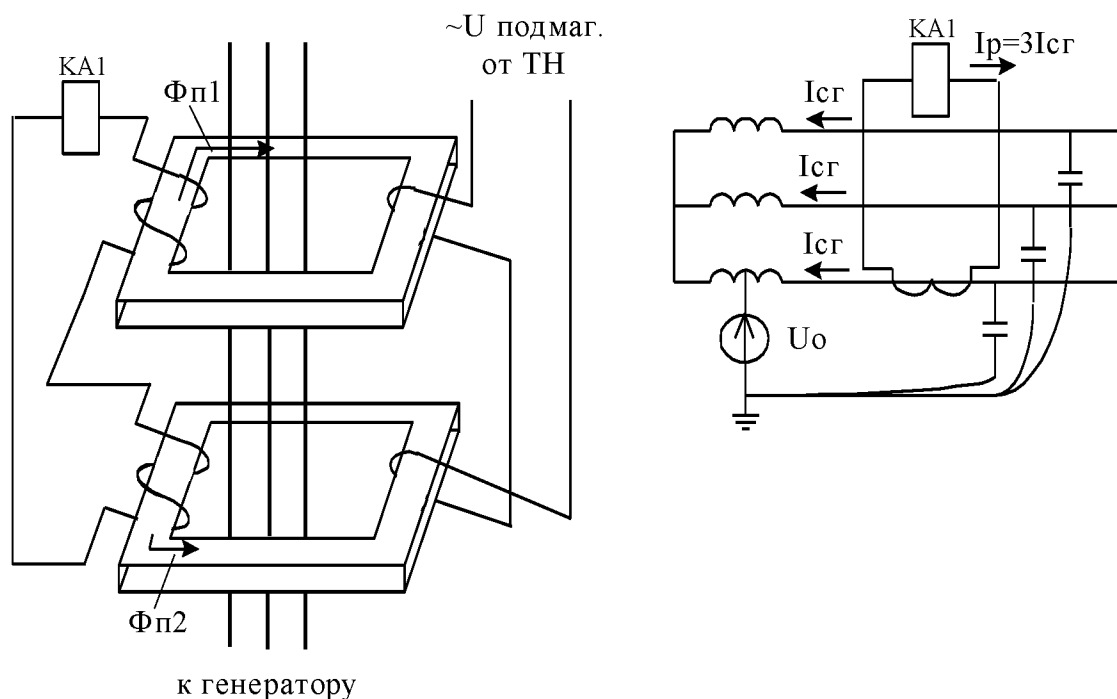 ~U подмаг.
от ТН
KA1
Фп1
Фп2
к генератору
KA1
Iр=3Iсг
Iсг
Iсг
Iсг
Uо